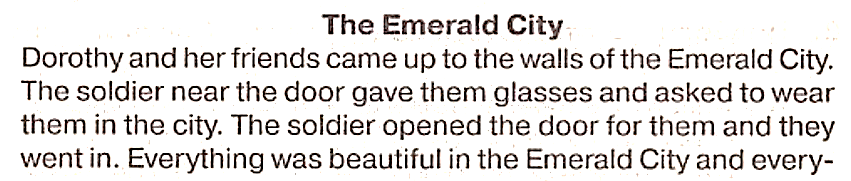 The Emerald City
Dorothy and her friends came up to the walls of the Emerald City.
The soldier near the door gave them glasses and asked to wear
them in the city. The soldier opened the door for them and they
went in. Everything was beautiful in the Emerald City and every-